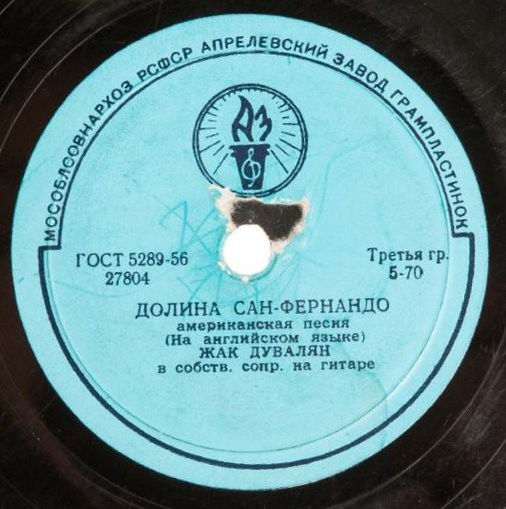 МОСОБЛСОВНАРХОЗ РСФСР АПРЕЛЕВСКИЙ ЗАВОД ГРАМПЛАСТИНОК
АЗ
ГОСТ 5289-56
27804
Третья гр.
5-70
ДОЛИНА САН-ФЕРНАНДО
американская песня
(На английском языке)
ЖАК ДУВАЛЯН
в собств. сопр. на гитаре